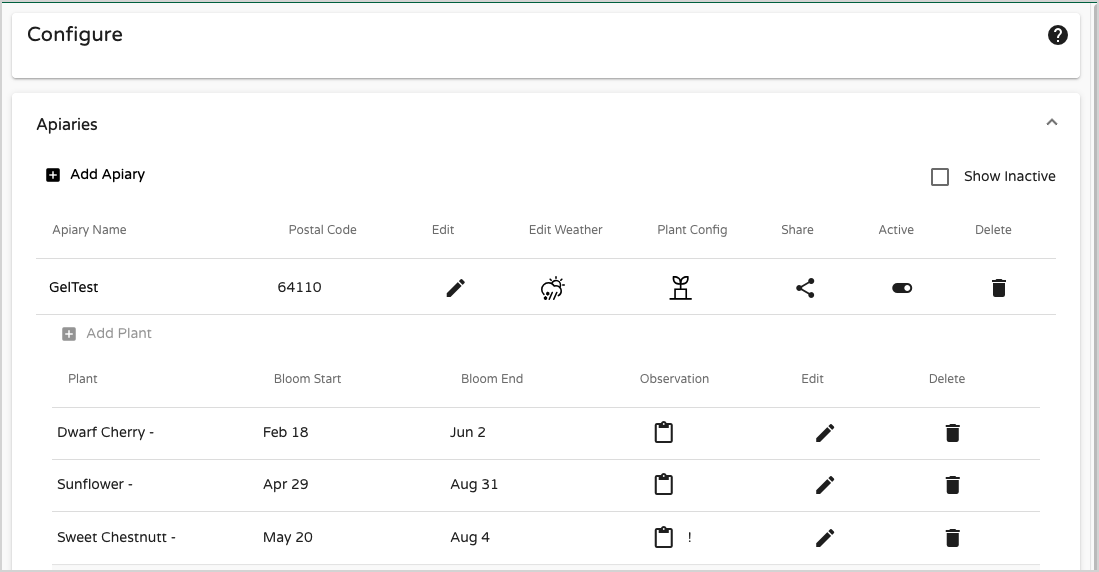 Configure
Apiaries
Add Apiary Show Inactive
Apiary Name Postal Code Edit Edit Weather Plant Config Share Active Delete
GelTest 64110
Add Plant
Plant Bloom Start Bloom End Observation Edit Delete
Dwarf Cherry - Feb 18 Jun 2
Sunflower - Apr 29 Aug 31
Sweet Chestnutt - May 20 Aug 4 !